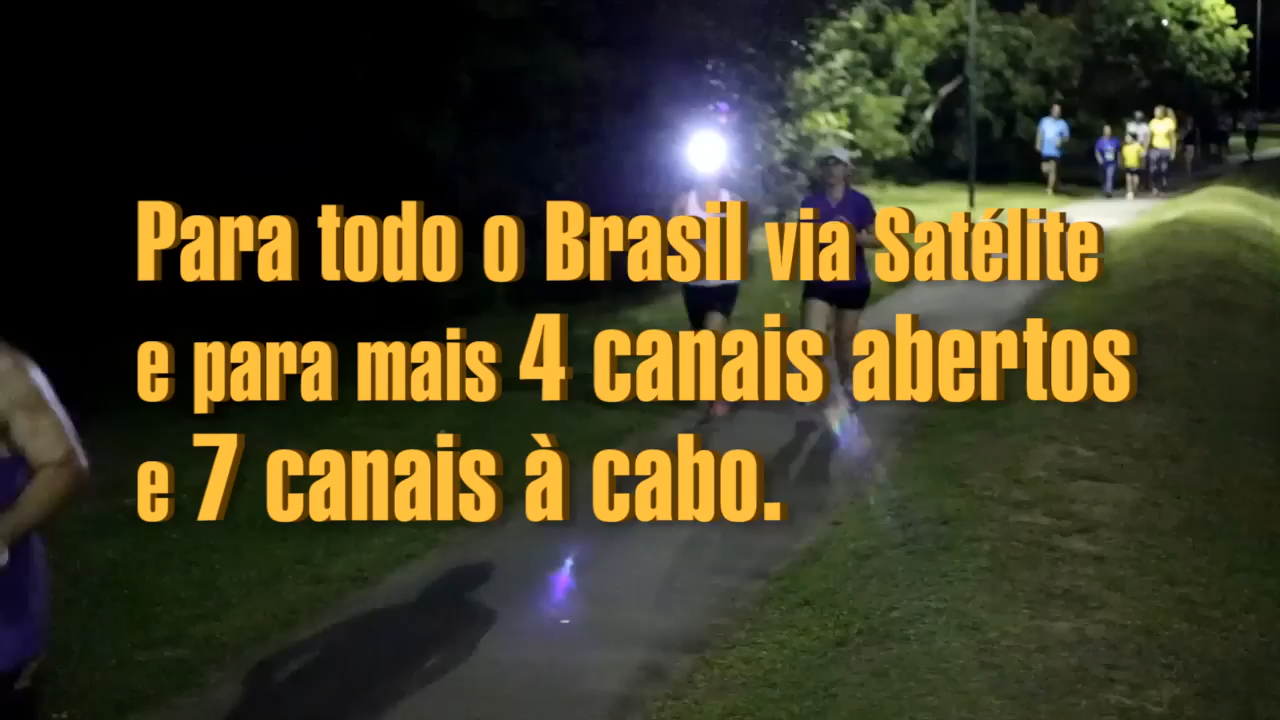 Para todo o Brasil via Satélite
e para mais 4 canais abertos
e 7 canais à cabo.